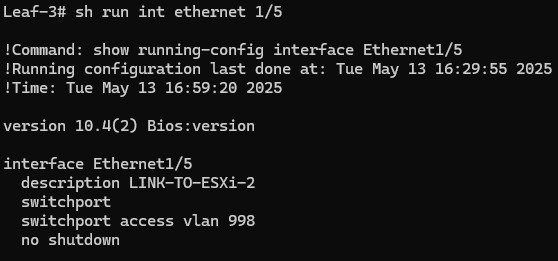 Leaf-3# sh run int ethernet 1/5
!Command: show running-config interface Ethernet1/5
!Running configuration last done at: Tue May 13 16:29:55 2025
!Time: Tue May 13 16:59:20 2025
version 10.4(2) Bios:version
interface Ethernet1/5
  description LINK-TO-ESXi-2
  switchport
  switchport access vlan 998
  no shutdown